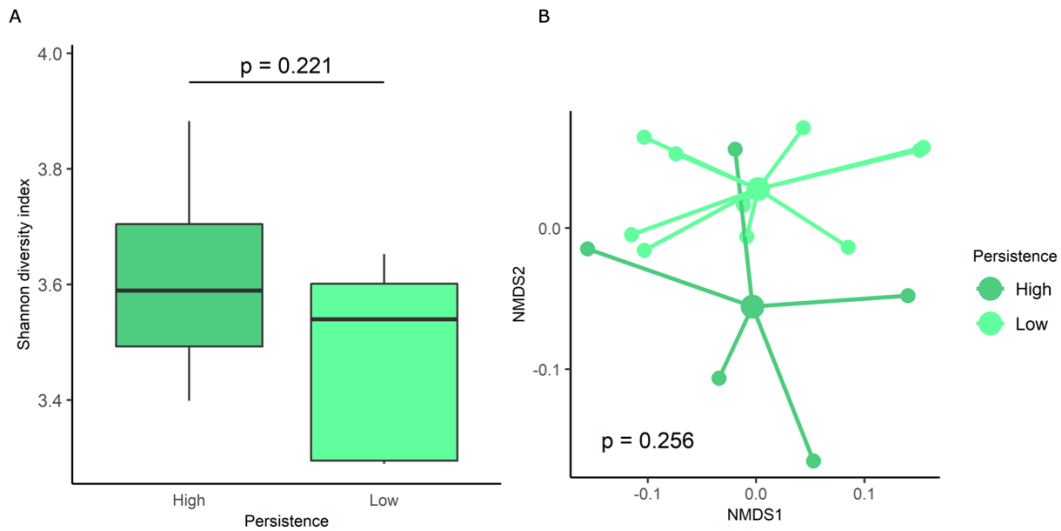 A
p = 0.221
4.0
3.8
3.6
3.4
Shannon diversity index
High
Low
Persistence
B
0.0
-0.1
NMDS2
p = 0.256
-0.1
0.0
0.1
NMDS1
Persistence
High
Low